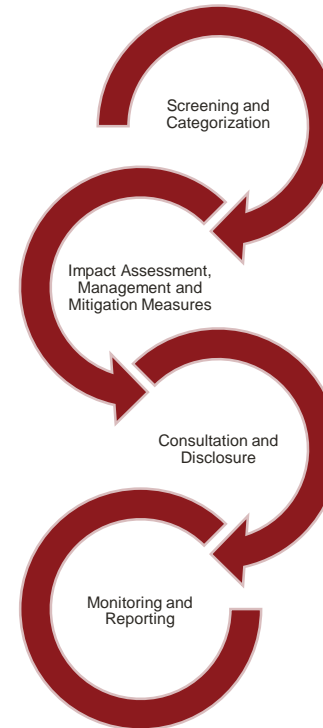 Screening and
Categorization
Impact Assessment,
Management and
Mitigation Measures
Consultation and
Disclosure
Monitoring and
Reporting